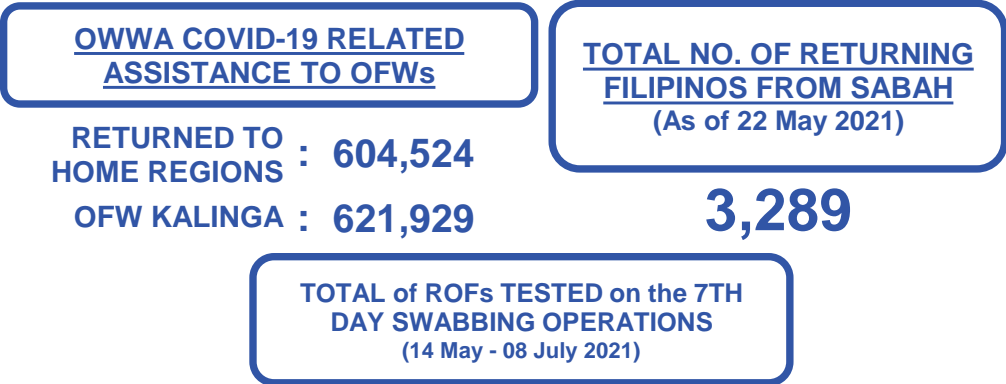 OWWA COVID-19 RELATED
ASSISTANCE TO OFWs
RETURNED TO
HOME REGIONS : 604,524
OFW KALINGA : 621,929
TOTAL NO. OF RETURNING
FILIPINOS FROM SABAH
(As of 22 May 2021)
3,289
TOTAL of ROFs TESTED on the 7TH
DAY SWABBING OPERATIONS
(14 May - 08 July 2021)